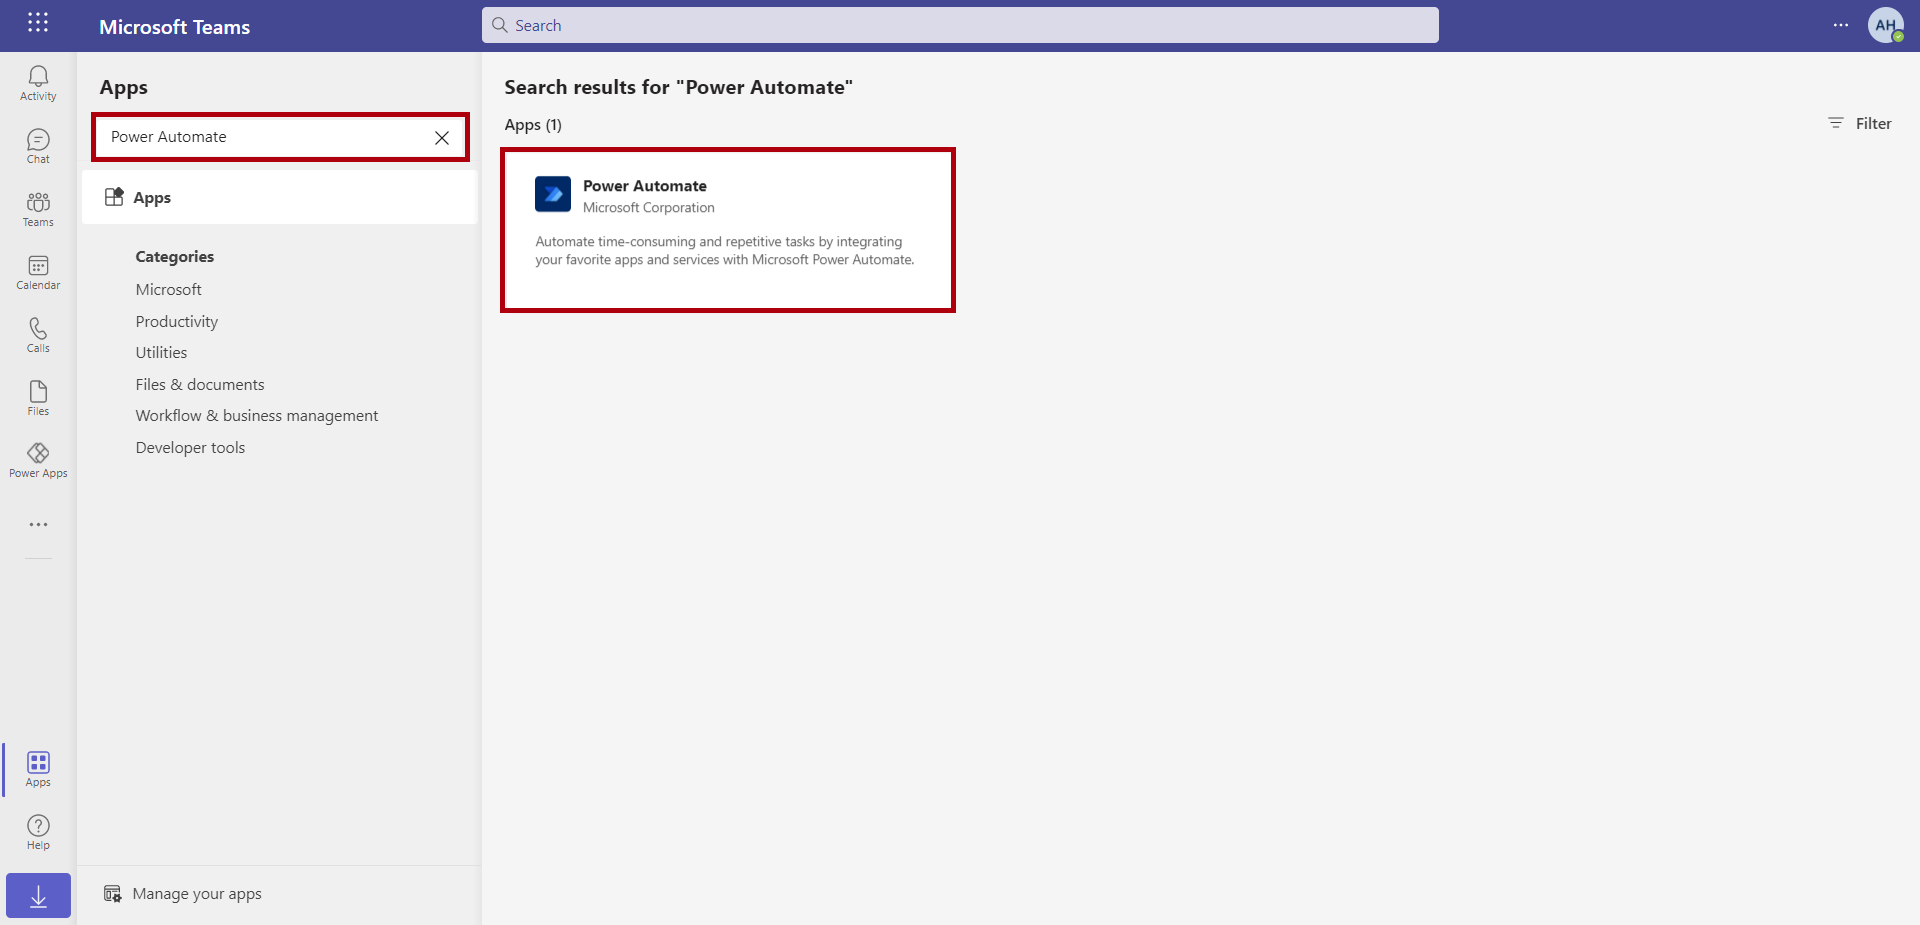 Microsoft Teams
Search
AH
Activity
Chat
Teams
Calendar
Calls
Files
Power Apps
Apps
Help
Apps
Power Automate
Apps
Categories
Microsoft
Productivity
Utilities
Files & documents
Workflow & business management
Developer tools
Manage your apps
Search results for "Power Automate"
Apps (1)
Filter
Power Automate
Microsoft Corporation
Automate time-consuming and repetitive tasks by integrating
your favorite apps and services with Microsoft Power Automate.